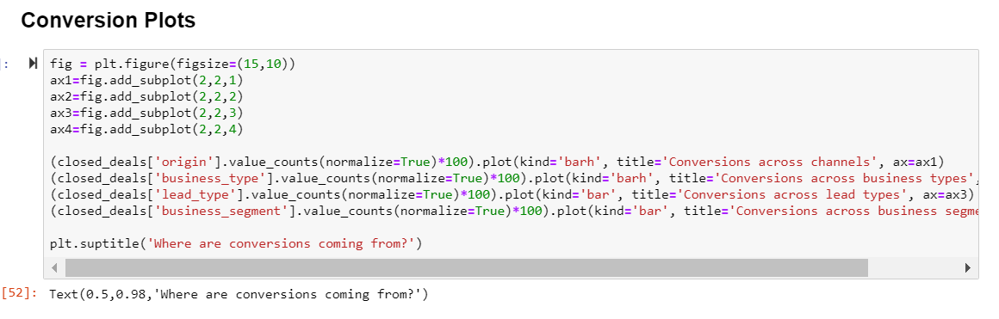 Conversion Plots
]:
fig = plt.figure(figsize=(15,10))
ax1=fig.add_subplot(2,2,1)
ax2=fig.add_subplot(2,2,2)
ax3=fig.add_subplot(2,2,3)
ax4=fig.add_subplot(2,2,4)
(closed_deals['origin'].value_counts(normalize=True)*100).plot(kind='barh', title='Conversions across channels', ax=ax1)
(closed_deals['business_type'].value_counts(normalize=True)*100).plot(kind='barh', title='Conversions across business types',
(closed_deals['lead_type'].value_counts(normalize=True)*100).plot(kind='bar', title='Conversions across lead types', ax=ax3)
(closed_deals['business_segment'].value_counts(normalize=True)*100).plot(kind='bar', title='Conversions across business segme
plt.suptitle('Where are conversions coming from?')
[52]: Text(0.5,0.98,'Where are conversions coming from?')